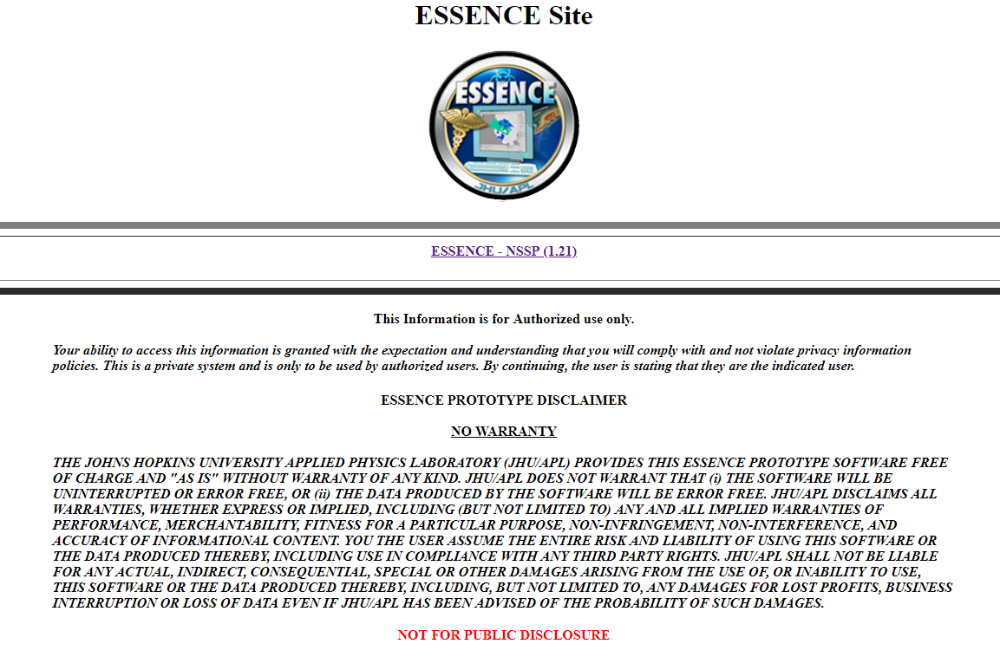 ESSENCE Site
ESSENCE
JHU/APL
ESSENCE - NSSP (1.21)
This Information is for Authorized use only.
Your ability to access this information is granted with the expectation and understanding that you will comply with and not violate privacy information
policies. This is a private system and is only to be used by authorized users. By continuing, the user is stating that they are the indicated user.
ESSENCE PROTOTYPE DISCLAIMER
NO WARRANTY
THE JOHNS HOPKINS UNIVERSITY APPLIED PHYSICS LABORATORY (JHU/APL) PROVIDES THIS ESSENCE PROTOTYPE SOFTWARE FREE
OF CHARGE AND "AS IS" WITHOUT WARRANTY OF ANY KIND. JHU/APL DOES NOT WARRANT THAT (i) THE SOFTWARE WILL BE
UNINTERRUPTED OR ERROR FREE, OR (ii) THE DATA PRODUCED BY THE SOFTWARE WILL BE ERROR FREE. JHU/APL DISCLAIMS ALL
WARRANTIES, WHETHER EXPRESS OR IMPLIED, INCLUDING (BUT NOT LIMITED TO) ANY AND ALL IMPLIED WARRANTIES OF
PERFORMANCE, MERCHANTABILITY, FITNESS FOR A PARTICULAR PURPOSE, NON-INFRINGEMENT, NON-INTERFERENCE, AND
ACCURACY OF INFORMATIONAL CONTENT. YOU THE USER ASSUME THE ENTIRE RISK AND LIABILITY OF USING THIS SOFTWARE OR
THE DATA PRODUCED THEREBY, INCLUDING USE IN COMPLIANCE WITH ANY THIRD PARTY RIGHTS. JHU/APL SHALL NOT BE LIABLE
FOR ANY ACTUAL, INDIRECT, CONSEQUENTIAL, SPECIAL OR OTHER DAMAGES ARISING FROM THE USE OF, OR INABILITY TO USE,
THIS SOFTWARE OR THE DATA PRODUCED THEREBY, INCLUDING, BUT NOT LIMITED TO, ANY DAMAGES FOR LOST PROFITS, BUSINESS
INTERRUPTION OR LOSS OF DATA EVEN IF JHU/APL HAS BEEN ADVISED OF THE PROBABILITY OF SUCH DAMAGES.
NOT FOR PUBLIC DISCLOSURE